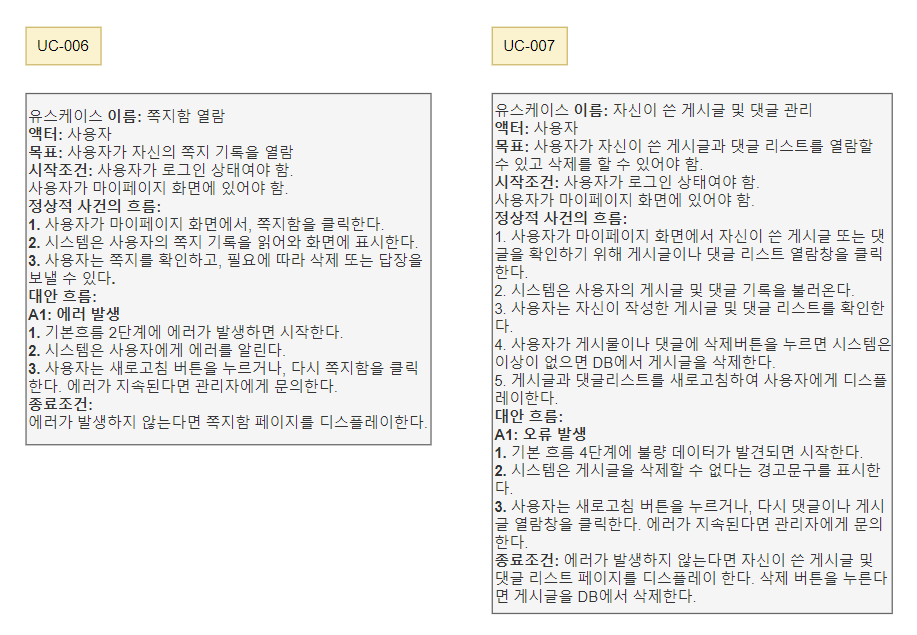 UC-006
유스케이스 이름: 쪽지함 열람
액터: 사용자
목표: 사용자가 자신의 쪽지 기록을 열람
시작조건: 사용자가 로그인 상태여야 함.
사용자가 마이페이지 화면에 있어야 함.
정상적 사건의 흐름:
1. 사용자가 마이페이지 화면에서, 쪽지함을 클릭한다.
2. 시스템은 사용자의 쪽지 기록을 읽어와 화면에 표시한다.
3. 사용자는 쪽지를 확인하고, 필요에 따라 삭제 또는 답장을
보낼 수 있다.
대안 흐름:
A1: 에러 발생
1. 기본흐름 2단계에 에러가 발생하면 시작한다.
2. 시스템은 사용자에게 에러를 알린다.
3. 사용자는 새로고침 버튼을 누르거나, 다시 쪽지함을 클릭
한다. 에러가 지속된다면 관리자에게 문의한다.
종료조건:
에러가 발생하지 않는다면 쪽지함 페이지를 디스플레이한다.
UC-007
유스케이스 이름: 자신이 쓴 게시글 및 댓글 관리
액터: 사용자
목표: 사용자가 자신이 쓴 게시글과 댓글 리스트를 열람할
수 있고 삭제를 할 수 있어야 함.
시작조건: 사용자가 로그인 상태여야 함.
사용자가 마이페이지 화면에 있어야 함.
정상적 사건의 흐름:
1. 사용자가 마이페이지 화면에서 자신이 쓴 게시글 또는 댓
글을 확인하기 위해 게시글이나 댓글 리스트 열람창을 클릭
한다.
2. 시스템은 사용자의 게시글 및 댓글 기록을 불러온다.
3. 사용자는 자신이 작성한 게시글 및 댓글 리스트를 확인한
다.
4. 사용자가 게시물이나 댓글에 삭제버튼을 누르면 시스템은
이상이 없으면 DB에서 게시글을 삭제한다.
5. 게시글과 댓글리스트를 새로고침하여 사용자에게 디스플
레이한다.
대안 흐름:
A1: 오류 발생
1. 기본 흐름 4단계에 불량 데이터가 발견되면 시작한다.
2. 시스템은 게시글을 삭제할 수 없다는 경고문구를 표시한
다.
3. 사용자는 새로고침 버튼을 누르거나, 다시 댓글이나 게시
글 열람창을 클릭한다. 에러가 지속된다면 관리자에게 문의
한다.
종료조건: 에러가 발생하지 않는다면 자신이 쓴 게시글 및
댓글 리스트 페이지를 디스플레이 한다. 삭제 버튼을 누른다
면 게시글을 DB에서 삭제한다.